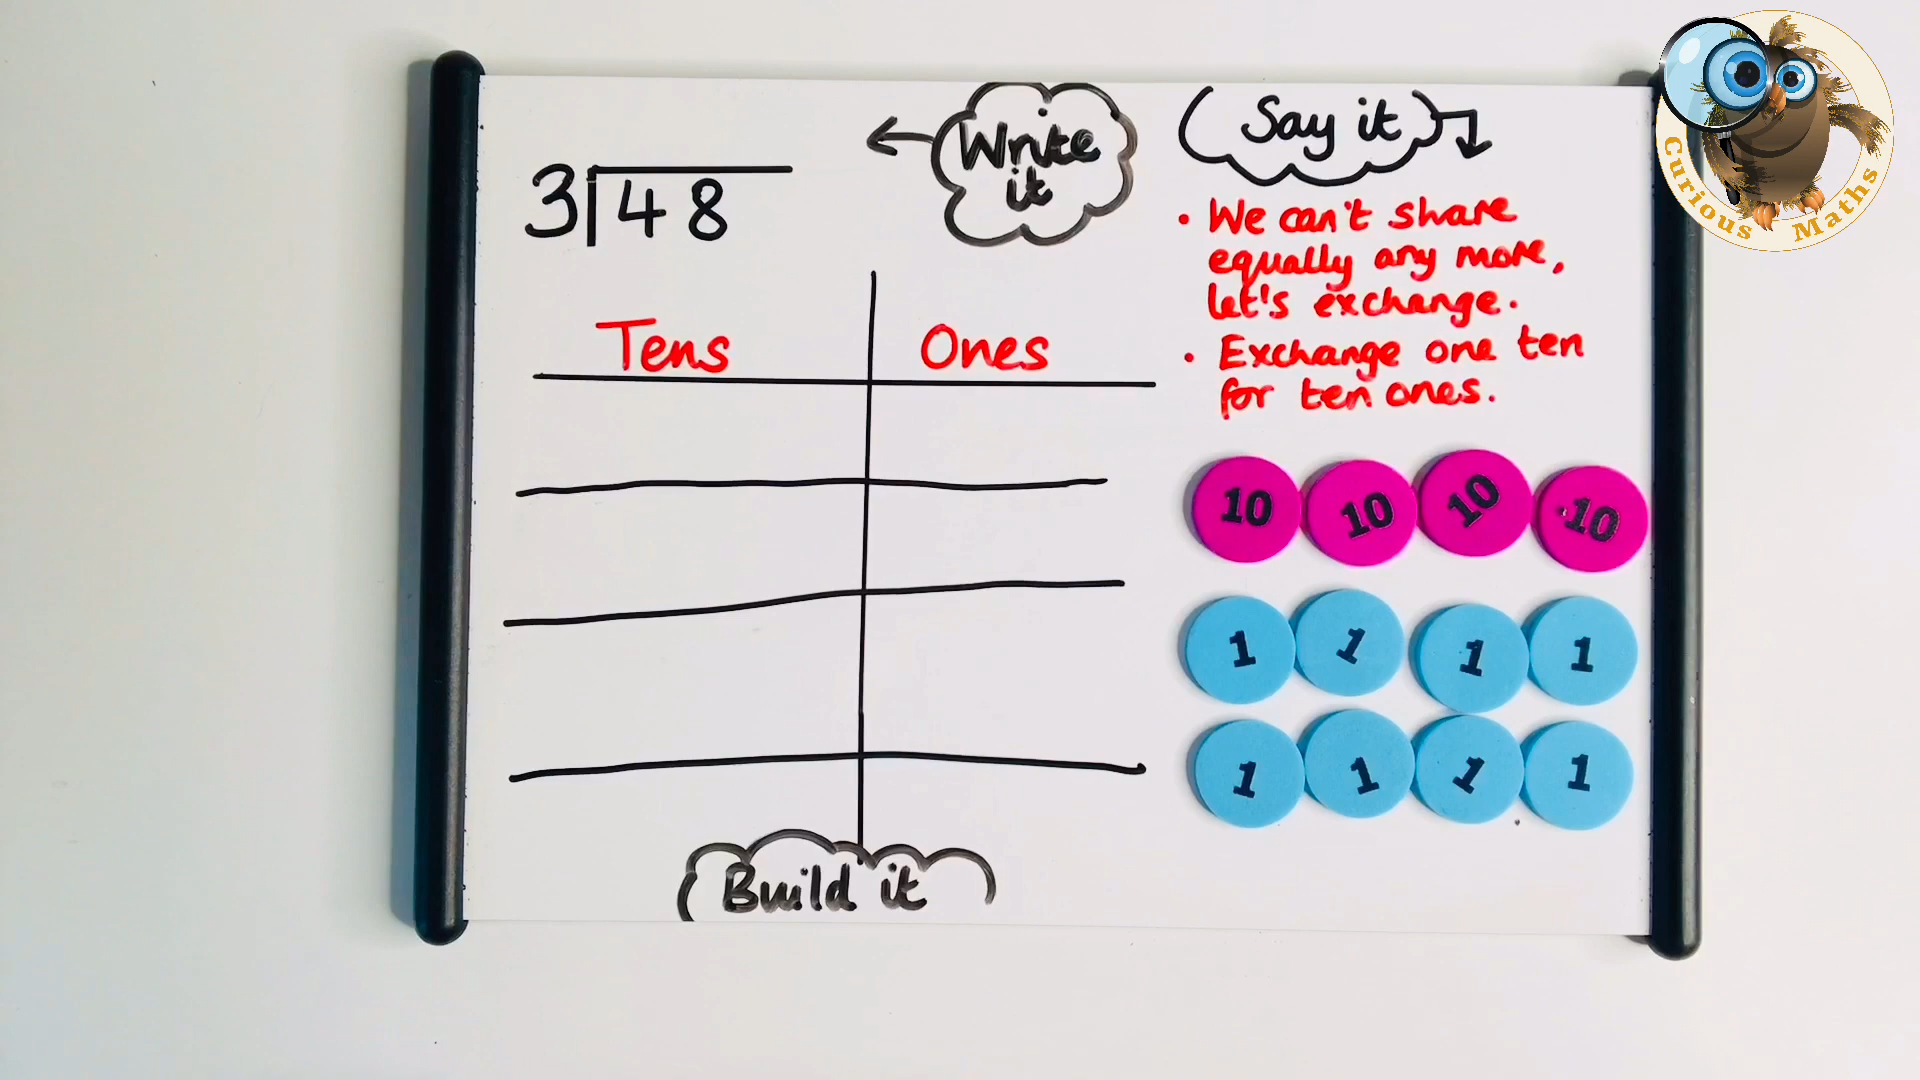 3 48
Write
it
Say it
• We can't share
equally any more,
let's exchange.
• Exchange one ten
for ten ones.
Tens Ones
10 10 10 10
1 1 1 1
1 1 1 1
Build it
Curious Maths